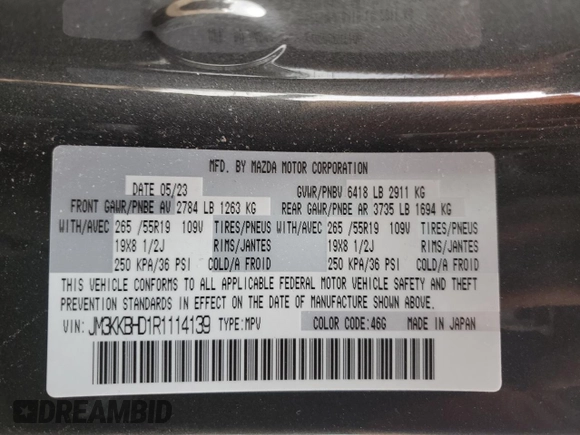 MFD. BY MAZDA MOTOR CORPORATION
DATE 05/23 GVWR/PNBV 6418 LB 2911 KG
FRONT GAWR/PNBE AV 2784 LB 1263 KG REAR GAWR/PNBE AR 3735 LB 1694 KG
WITH/AVEC 265 /55R19 109V TIRES/PNEUS WITH/AVEC 265 /55R19 109V TIRES/PNEUS
19X8 1/2J RIMS/JANTES 19X8 1/2J RIMS/JANTES
250 KPA/36 PSI COLD/A FROID 250 KPA/36 PSI COLD/A FROID
THIS VEHICLE CONFORMS TO ALL APPLICABLE FEDERAL MOTOR VEHICLE SAFETY AND THEFT
PREVENTION STANDARDS IN EFFECT ON THE DATE OF MANUFACTURE SHOWN ABOVE.
VIN: JM3KKBHD1R1114139 TYPE:MPV COLOR CODE:46G MADE IN JAPAN
DREAMBID